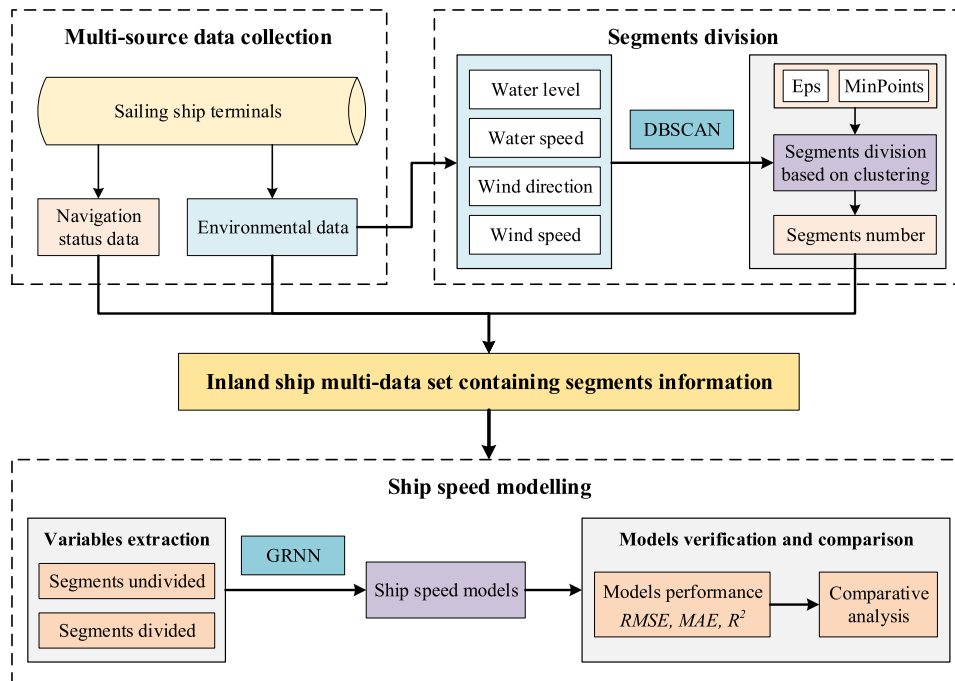 Multi-source data collection
Sailing ship terminals
Navigation
status data
Environmental data
Segments division
Water level
Water speed
Wind direction
Wind speed
DBSCAN
Eps
MinPoints
Segments division
based on clustering
Segments number
Inland ship multi-data set containing segments information
Ship speed modelling
Variables extraction
Segments undivided
Segments divided
GRNN
Ship speed models
Models verification and comparison
Models performance
RMSE, MAE, R²
Comparative
analysis